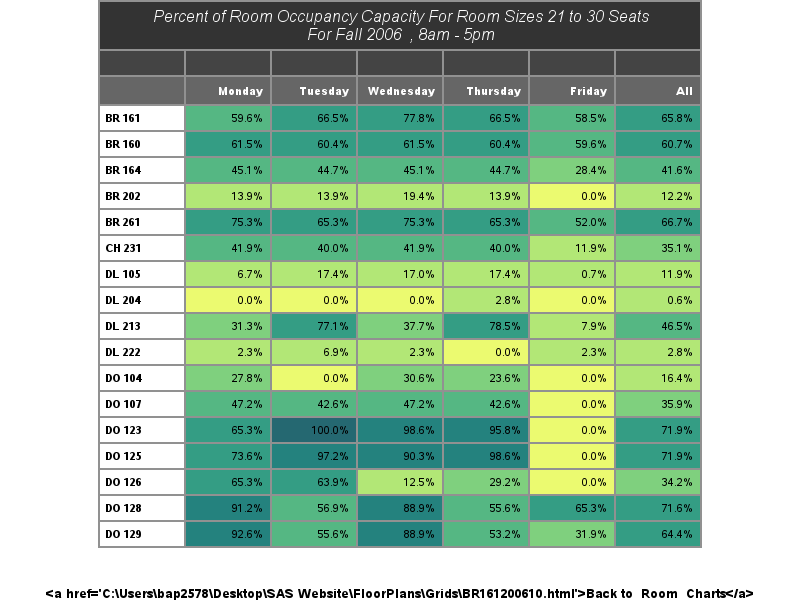 Percent of Room Occupancy Capacity For Room Sizes 21 to 30 Seats
For Fall 2006 , 8am - 5pm
Monday Tuesday Wednesday Thursday Friday All
BR 161 59.6% 66.5% 77.8% 66.5% 58.5% 65.8%
BR 160 61.5% 60.4% 61.5% 60.4% 59.6% 60.7%
BR 164 45.1% 44.7% 45.1% 44.7% 28.4% 41.6%
BR 202 13.9% 13.9% 19.4% 13.9% 0.0% 12.2%
BR 261 75.3% 65.3% 75.3% 65.3% 52.0% 66.7%
CH 231 41.9% 40.0% 41.9% 40.0% 11.9% 35.1%
DL 105 6.7% 17.4% 17.0% 17.4% 0.7% 11.9%
DL 204 0.0% 0.0% 0.0% 2.8% 0.0% 0.6%
DL 213 31.3% 77.1% 37.7% 78.5% 7.9% 46.5%
DL 222 2.3% 6.9% 2.3% 0.0% 2.3% 2.8%
DO 104 27.8% 0.0% 30.6% 23.6% 0.0% 16.4%
DO 107 47.2% 42.6% 47.2% 42.6% 0.0% 35.9%
DO 123 65.3% 100.0% 98.6% 95.8% 0.0% 71.9%
DO 125 73.6% 97.2% 90.3% 98.6% 0.0% 71.9%
DO 126 65.3% 63.9% 12.5% 29.2% 0.0% 34.2%
DO 128 91.2% 56.9% 88.9% 55.6% 65.3% 71.6%
DO 129 92.6% 55.6% 88.9% 53.2% 31.9% 64.4%
<a href='C:\Users\bap2578\Desktop\SAS Website\FloorPlans\Grids\BR161200610.html'>Back to Room Charts</a>